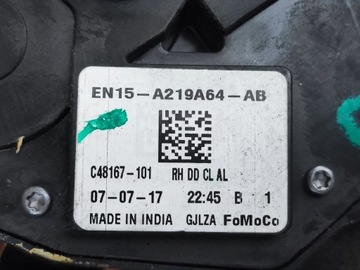 EN15-A219A64-AB
C48167-101 RH DD CL AL
07-07-17 22:45 B 1
MADE IN INDIA GJLZA FoMoCo